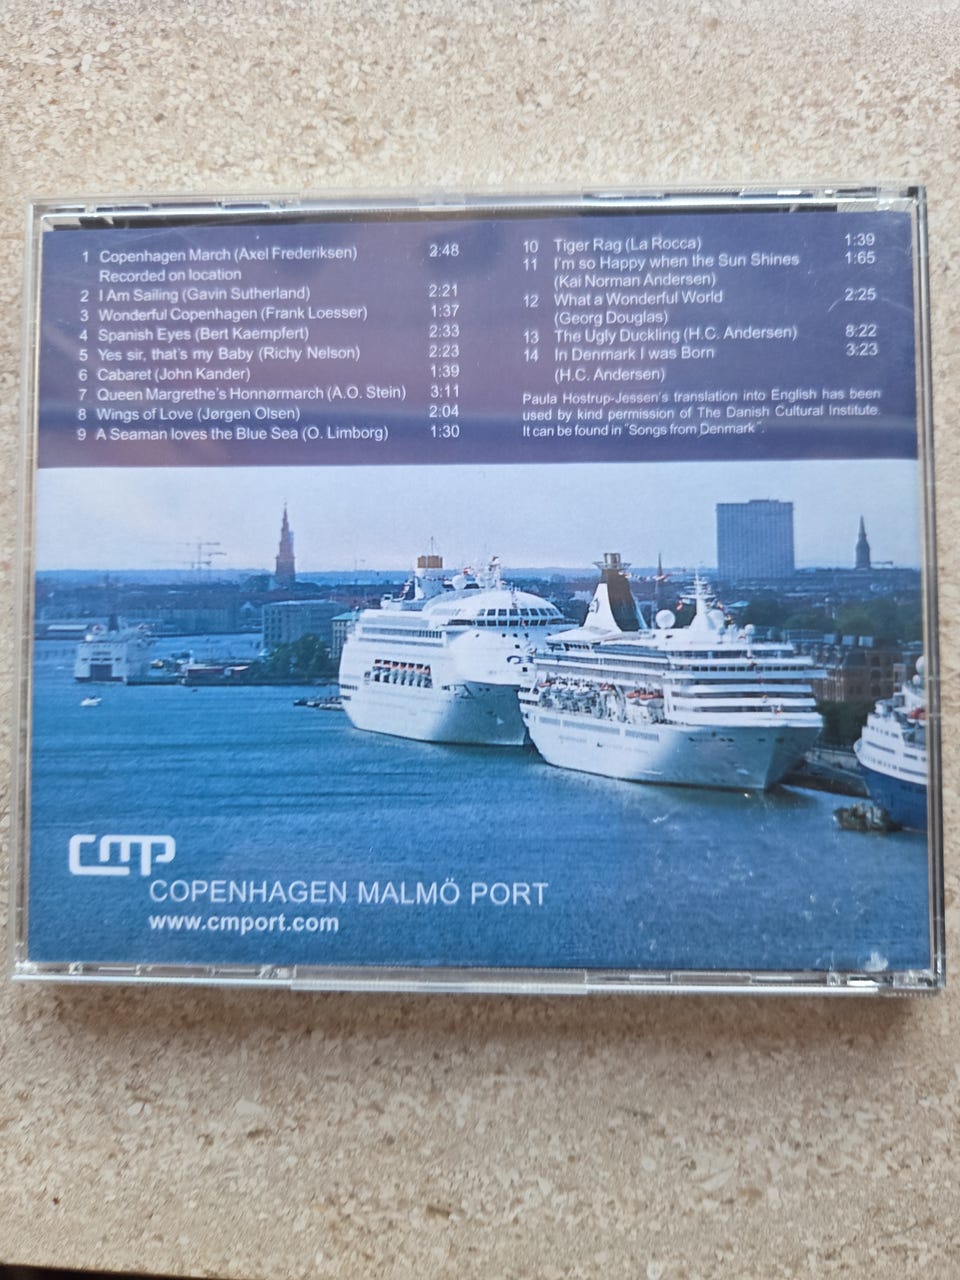 1 Copenhagen March (Axel Frederiksen) 2:48
Recorded on location
2 I Am Sailing (Gavin Sutherland) 2:21
3 Wonderful Copenhagen (Frank Loesser) 1:37
4 Spanish Eyes (Bert Kaempfert) 2:33
5 Yes sir, that's my Baby (Richy Nelson) 2:23
6 Cabaret (John Kander) 1:39
7 Queen Margrethe's Honnørmarch (A.O. Stein) 3:11
8 Wings of Love (Jørgen Olsen) 2:04
9 A Seaman loves the Blue Sea (O. Limborg) 1:30
10 Tiger Rag (La Rocca) 1:39
11 I'm so Happy when the Sun Shines 1:65
(Kai Norman Andersen)
12 What a Wonderful World 2:25
(Georg Douglas)
13 The Ugly Duckling (H.C. Andersen) 8:22
14 In Denmark I was Born 3:23
(H.C. Andersen)
Paula Hostrup-Jessen's translation into English has been
used by kind permission of The Danish Cultural Institute.
It can be found in "Songs from Denmark".
cmp
COPENHAGEN MALMÖ PORT
www.cmport.com